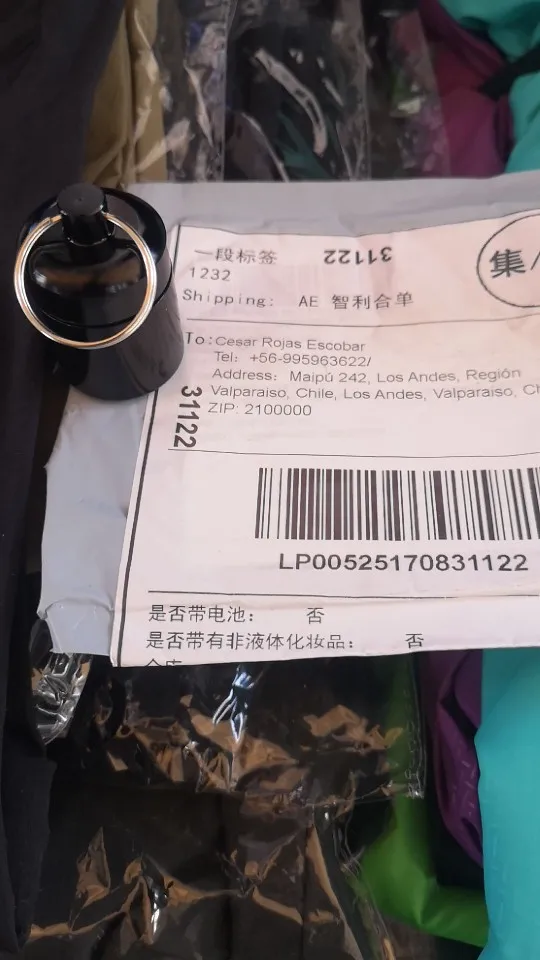 一段标签
31122
1232
集/
Shipping: AE 智利合单
To:Cesar Rojas Escobar
Tel: +56-995963622/
Address: Maipú 242, Los Andes, Región
Valparaiso, Chile, Los Andes, Valparaiso, Ch
ZIP: 2100000
31122
LP00525170831122
是否带电池: 否
是否带有非液体化妆品: 否